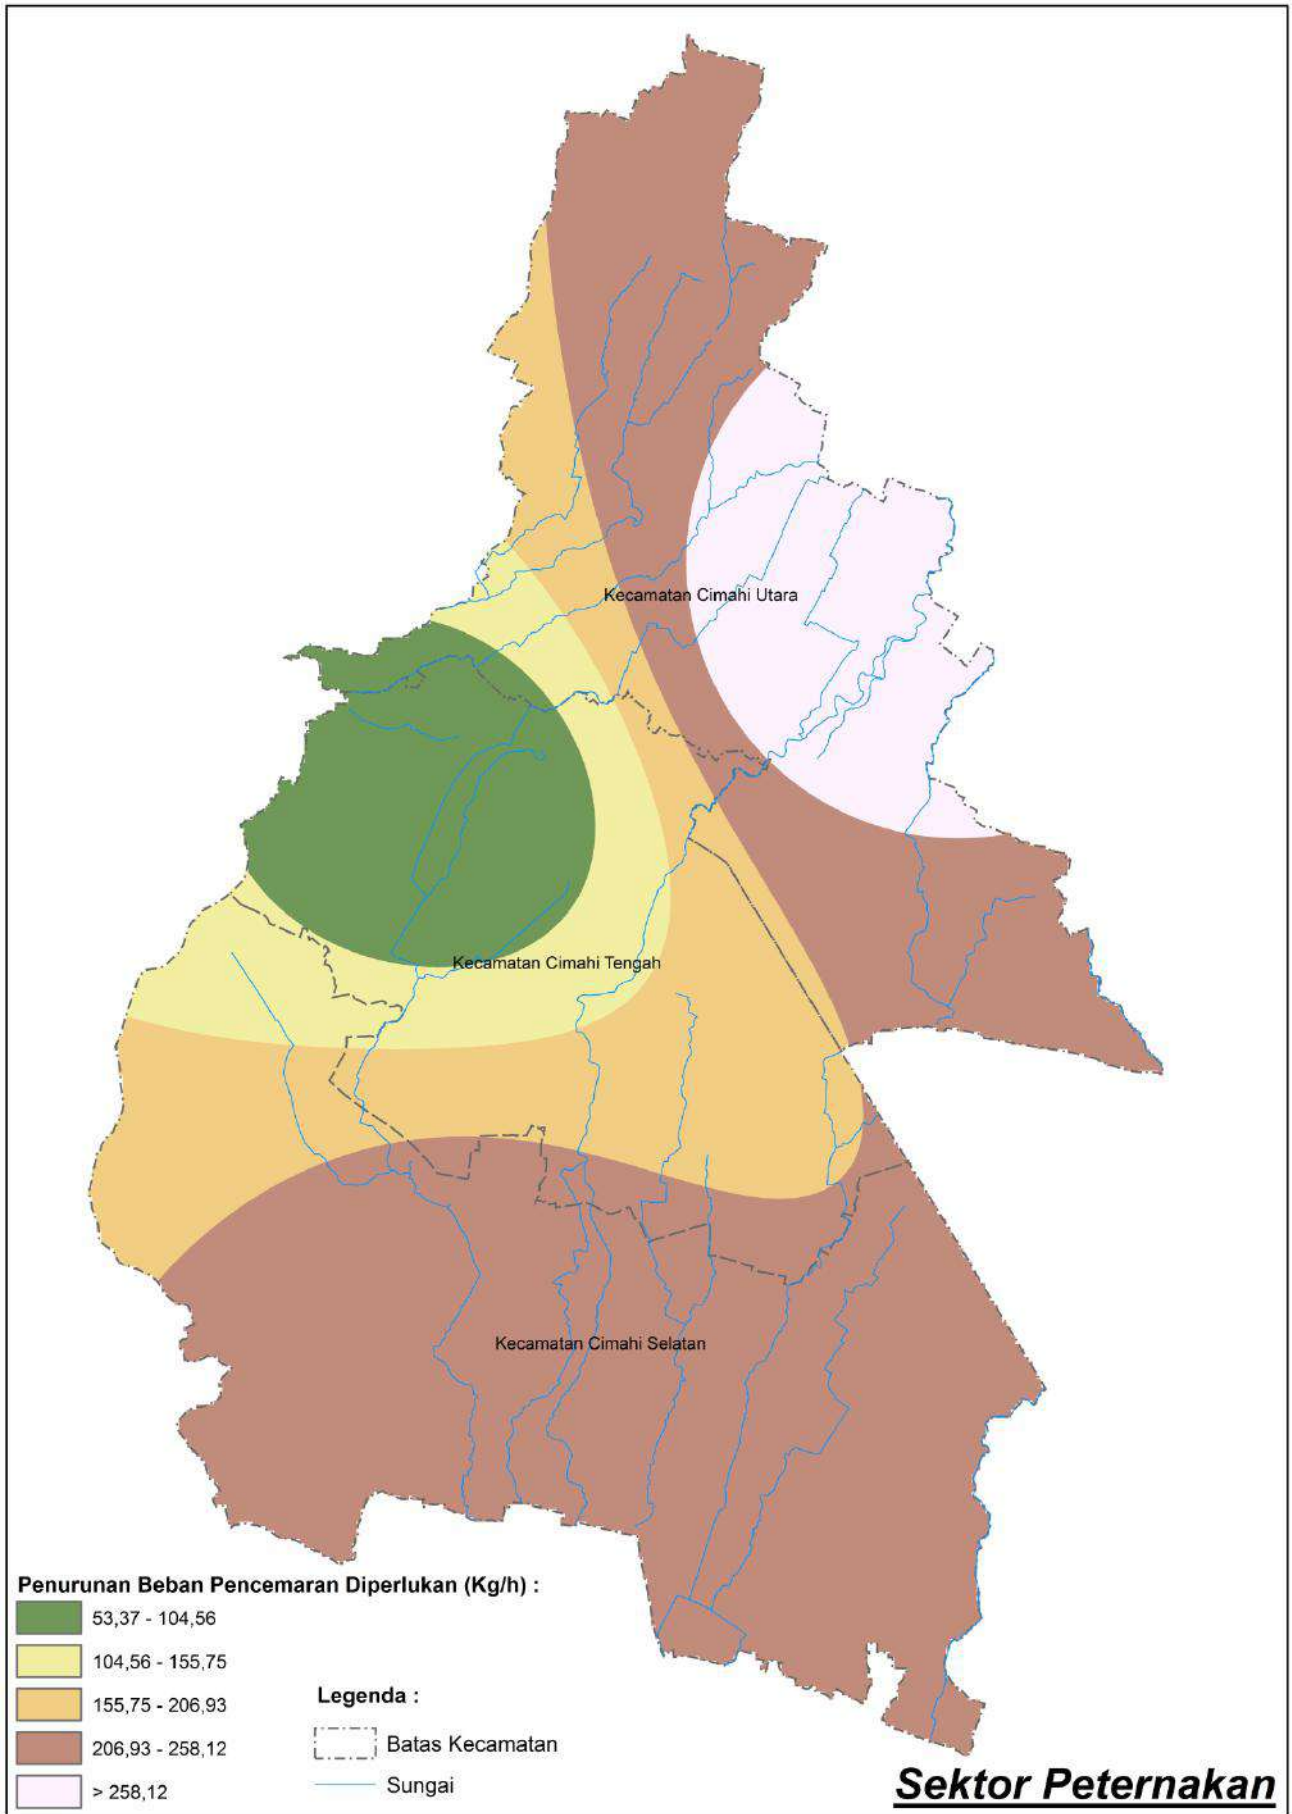 Kecamatan Cimahi Utara
Kecamatan Cimahi Tengah
Kecamatan Cimahi Selatan
Penurunan Beban Pencemaran Diperlukan (Kg/h) :
53,37 - 104,56
104,56 - 155,75
155,75 - 206,93
206,93 - 258,12
> 258,12
Legenda :
Batas Kecamatan
Sungai
Sektor Peternakan